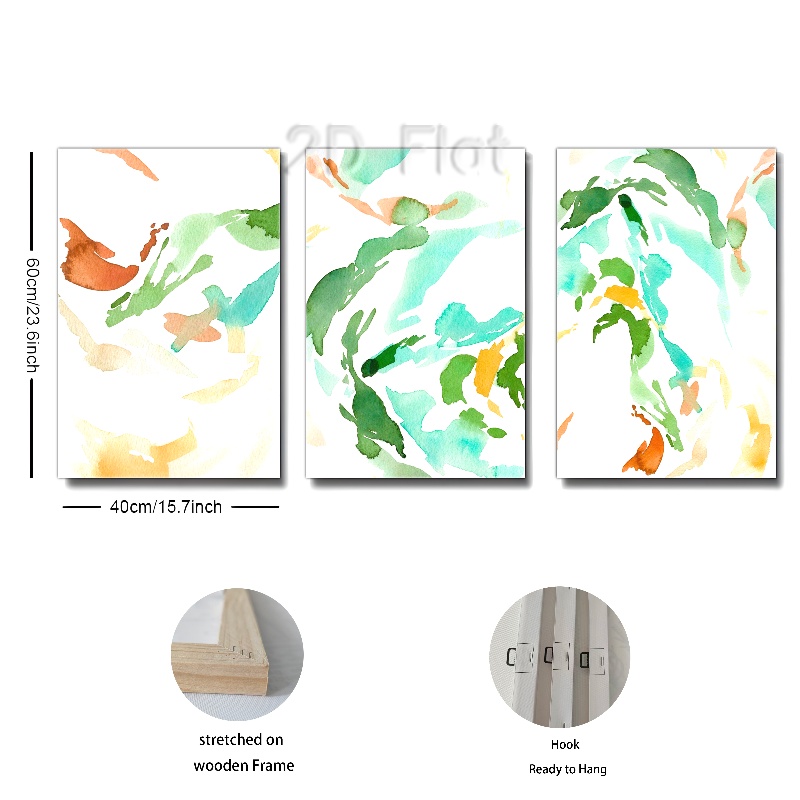 2D Flat
60cm/23.6inch
40cm/15.7inch
stretched on
wooden Frame
Hook
Ready to Hang